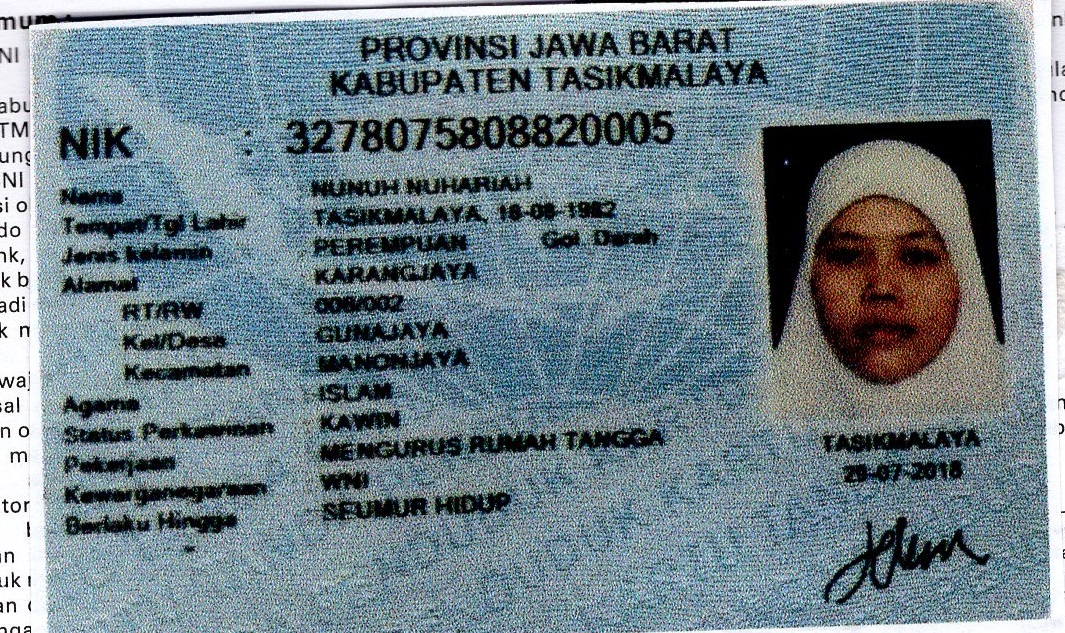 PROVINSI JAWA BARAT
KABUPATEN TASIKMALAYA
NIK : 3278075808820005
Nama NUNUH NUHARIAH
Tempat/Tgl Lahir TASIKMALAYA, 18-08-1982
Jenis kelamin PEREMPUAN Gol. Darah
Alamat KARANGJAYA
RT/RW 006/002
Kel/Desa GUNAJAYA
Kecamatan MANONJAYA
Agama ISLAM
Status Perkawinan KAWIN
Pekerjaan MENGURUS RUMAH TANGGA
Kewarganegaraan WNI
Berlaku Hingga SEUMUR HIDUP
TASIKMALAYA
29-07-2018